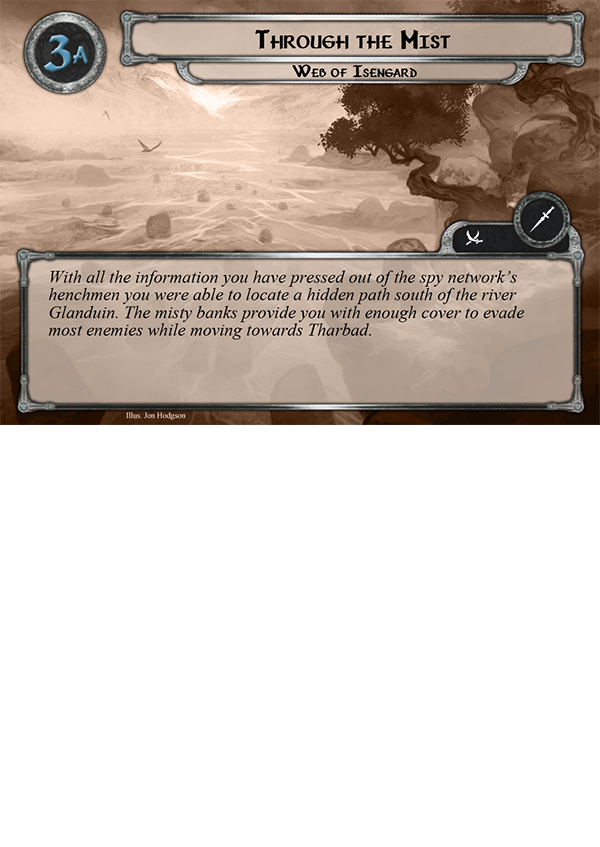 3A
Through the Mist
Web of Isengard
With all the information you have pressed out of the spy network's
henchmen you were able to locate a hidden path south of the river
Glanduin. The misty banks provide you with enough cover to evade
most enemies while moving towards Tharbad.
Illus. Jon Hodgson